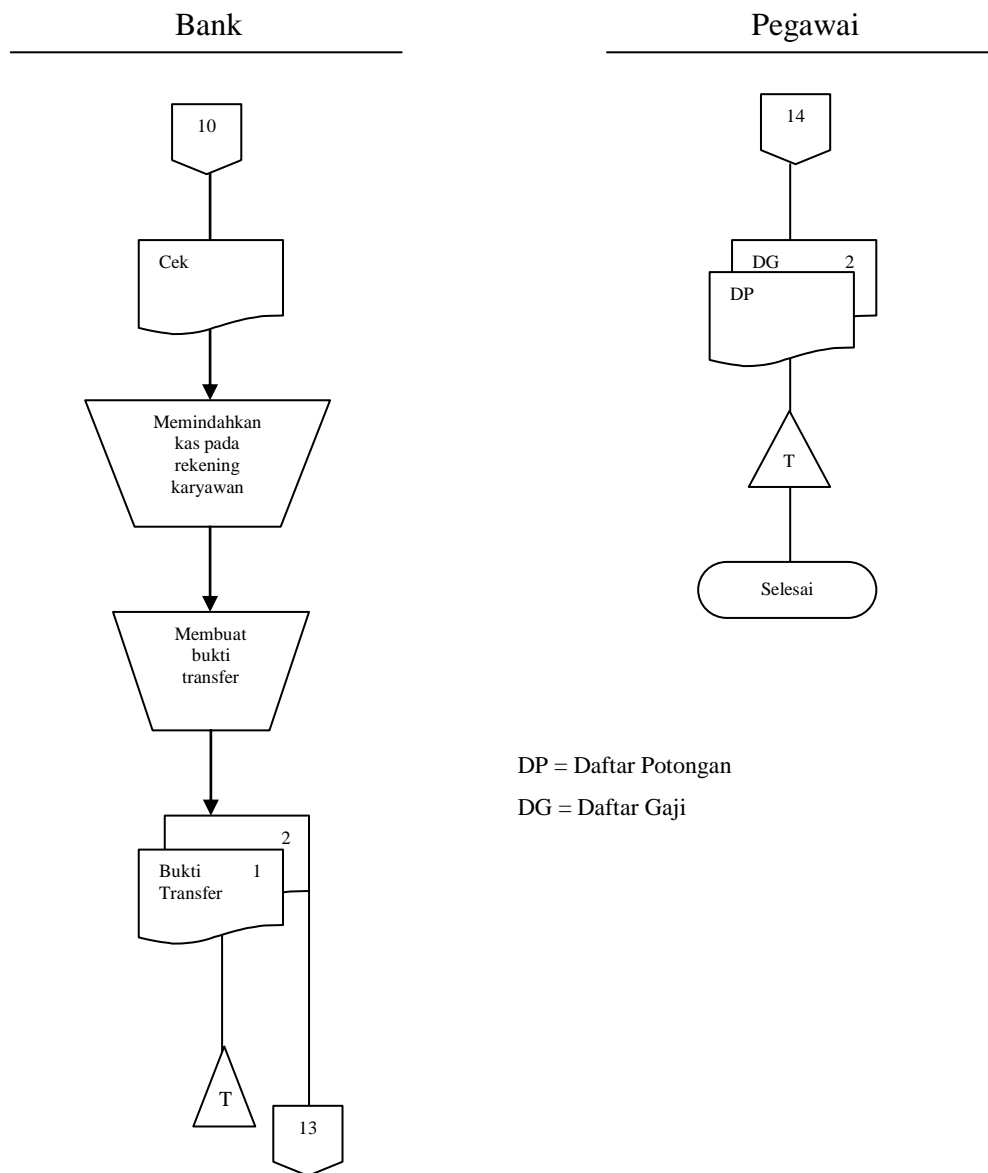 Bank
10
Cek
Memindahkan
kas pada
rekening
karyawan
Membuat
bukti
transfer
2
Bukti 1
Transfer
T
13
Pegawai
14
DG 2
DP
T
Selesai
DP = Daftar Potongan
DG = Daftar Gaji